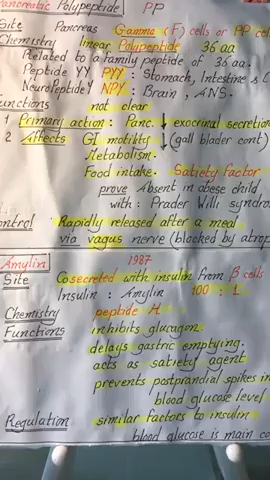 Pancreatic Polypeptide PP
Site Pancreas Gamma (F) cells or PP cel
Chemistry linear Polypeptide 36 aa
Related to a family peptide of 36 aa.
Peptide YY PYY : Stomach, Intestine &
Neuropeptide Y NPY : Brain, ANS.
unctions not clear
1 Primary action : Panc. ↓ exocrinal secretion
2 Affects GI motility ↓ (gall blader cont)
Metabolism.
Food intake. Satiety factor
prove Absent in obese child
with : Prader Willi syndro
ontrol Rapidly released after a meal
via vagus nerve (blocked by atrop
Amylin 1987
Site Cosecreted with insulin from β cells
Insulin : Amylin 100 : 1
Chemistry peptide H
Functions inhibits glucagon
delays gastric emptying.
acts as satiety agent
prevents postprandial spikes in
blood glucose level
Regulation similar factors to insulin
blood glucose is main co